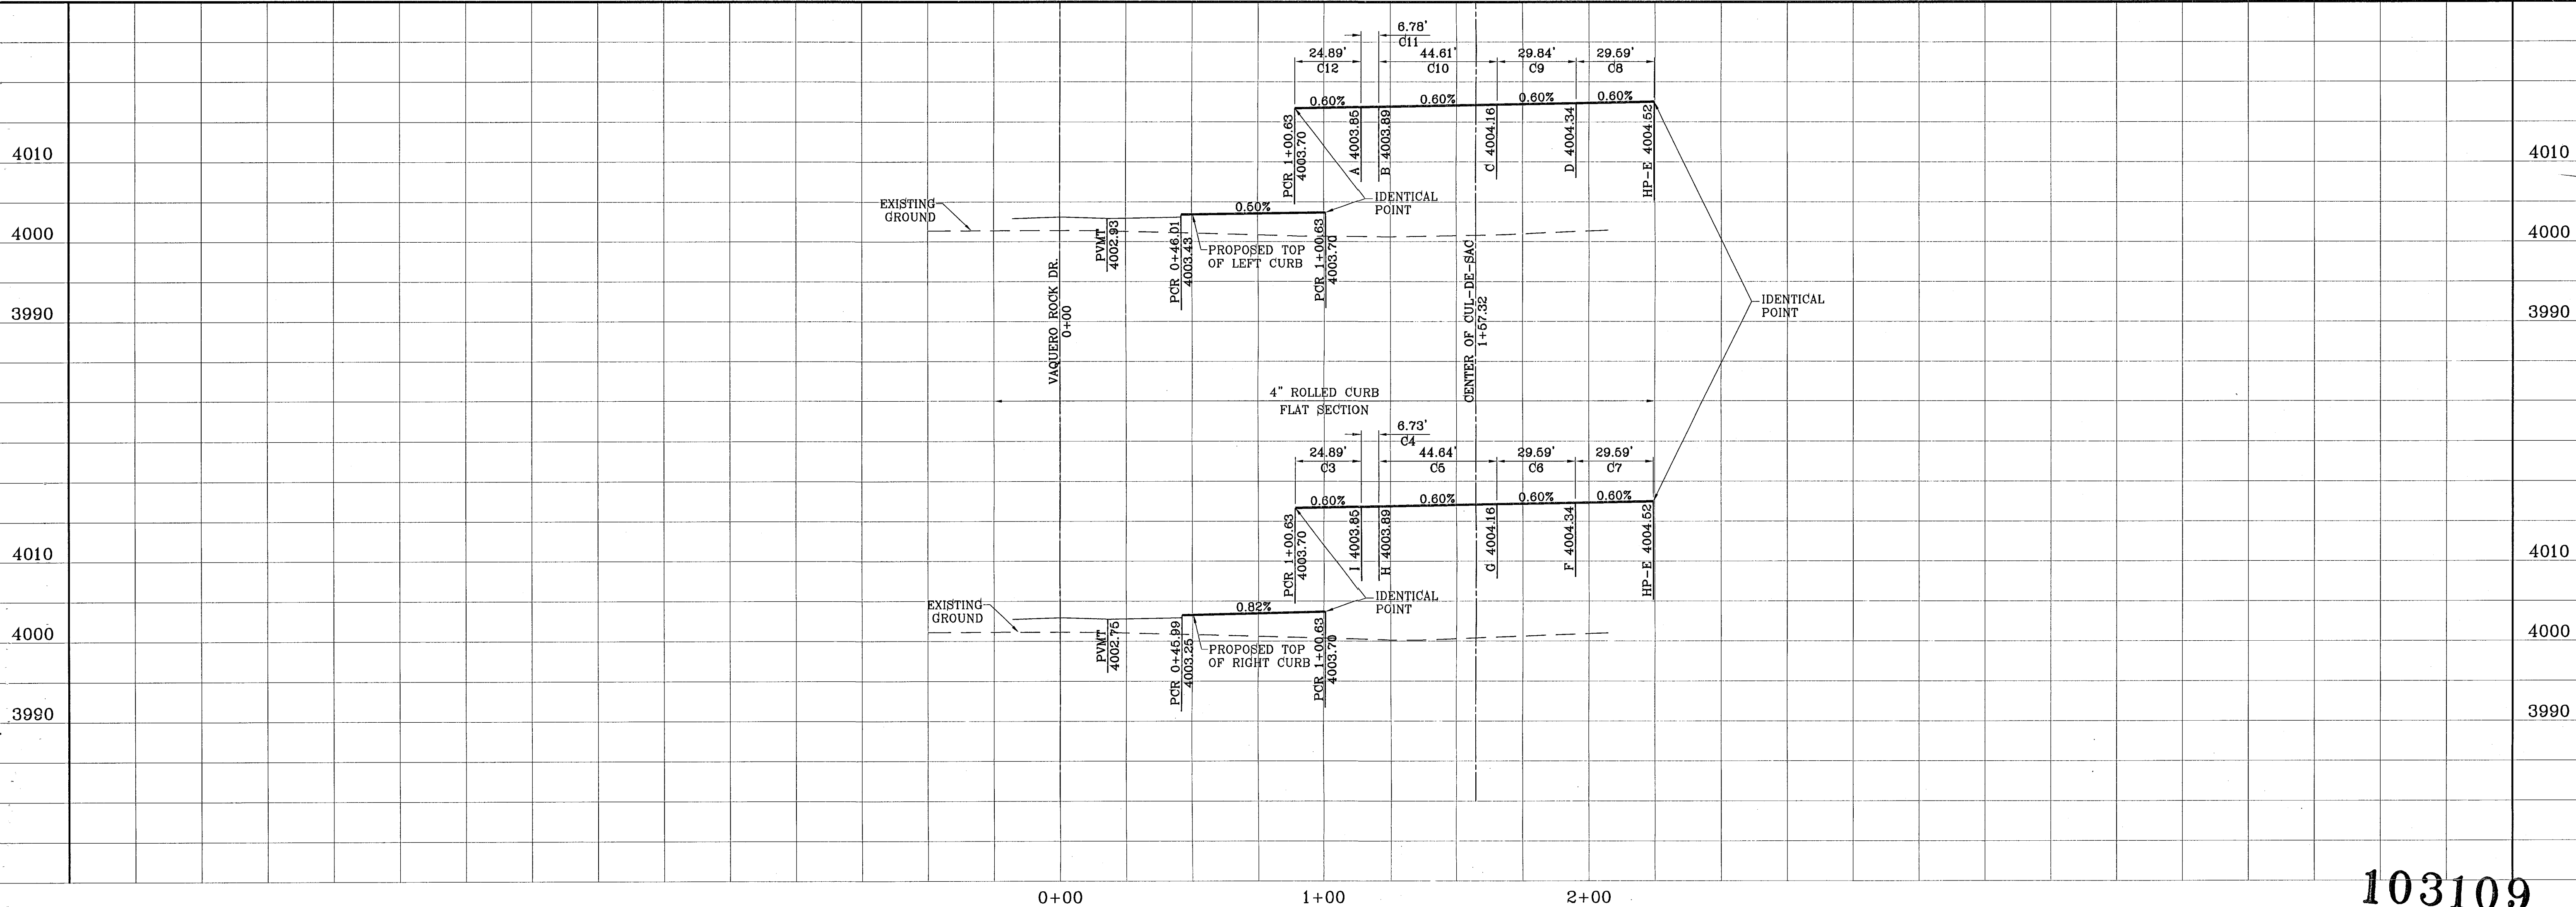 6.78'
C11
24.89' 44.61' 29.84' 29.59'
C12 C10 C9 C8
0.60% 0.60% 0.60% 0.60%
PCR 1+00.63
4003.70
A 4003.85
B 4003.89
C 4004.16
D 4004.34
HP-E 4004.52
4010 4010
EXISTING
GROUND
IDENTICAL
POINT
0.50%
4000 4000
PVMT
4002.93
PCR 0+46.01
4003.43
PROPOSED TOP
OF LEFT CURB
PCR 1+00.63
4003.70
VAQUERO ROCK DR.
0+00
CENTER OF CUL-DE-SAC
1+57.32
IDENTICAL
POINT
3990 3990
4" ROLLED CURB
FLAT SECTION
6.73'
C4
24.89' 44.64' 29.59' 29.59'
C3 C5 C6 C7
0.60% 0.60% 0.60% 0.60%
PCR 1+00.63
4003.70
I 4003.85
H 4003.89
G 4004.16
F 4004.34
HP-E 4004.52
4010 4010
EXISTING
GROUND
IDENTICAL
POINT
0.82%
4000 4000
PVMT
4002.75
PCR 0+45.99
4003.25
PROPOSED TOP
OF RIGHT CURB
PCR 1+00.63
4003.70
3990 3990
0+00 1+00 2+00
103109